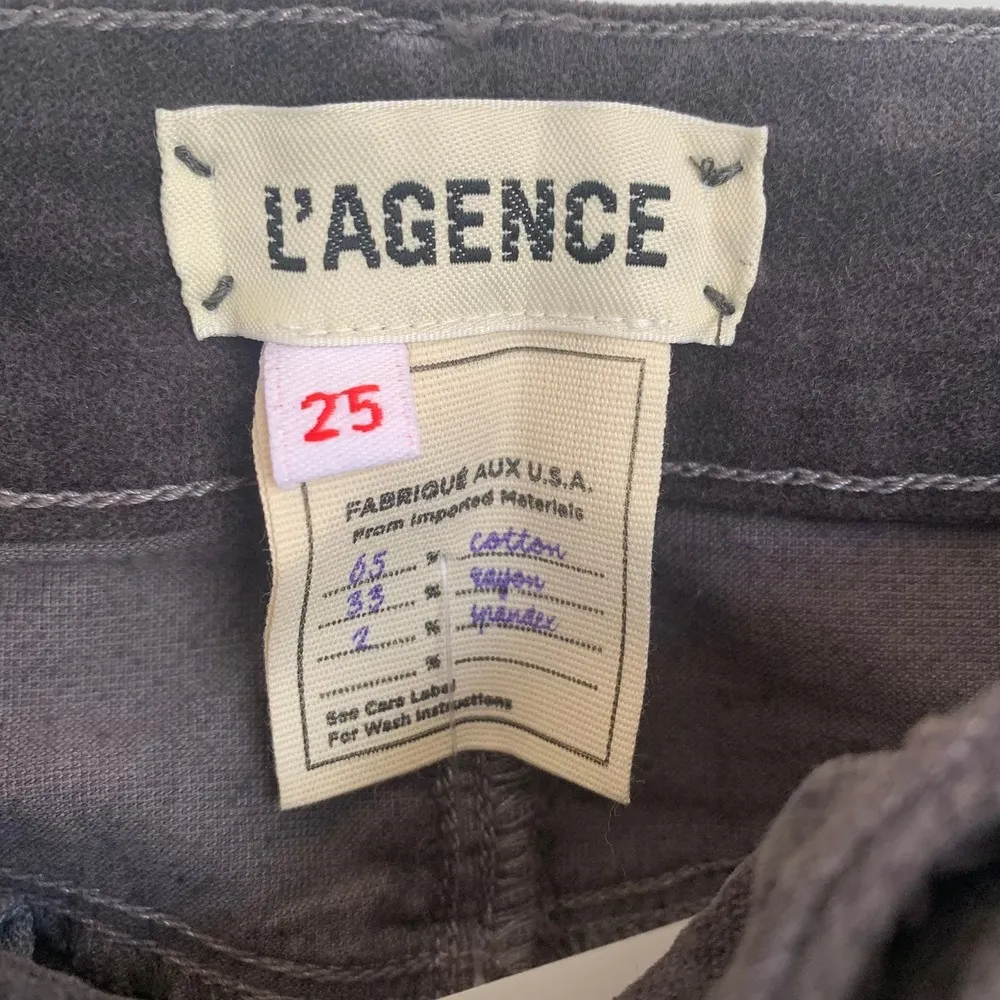 L'AGENCE
25
FABRIQUÉ AUX U.S.A.
From Imported Materials
65 % cotton
33 % rayon
2 % spandex
%
See Care Label
For Wash Instructions